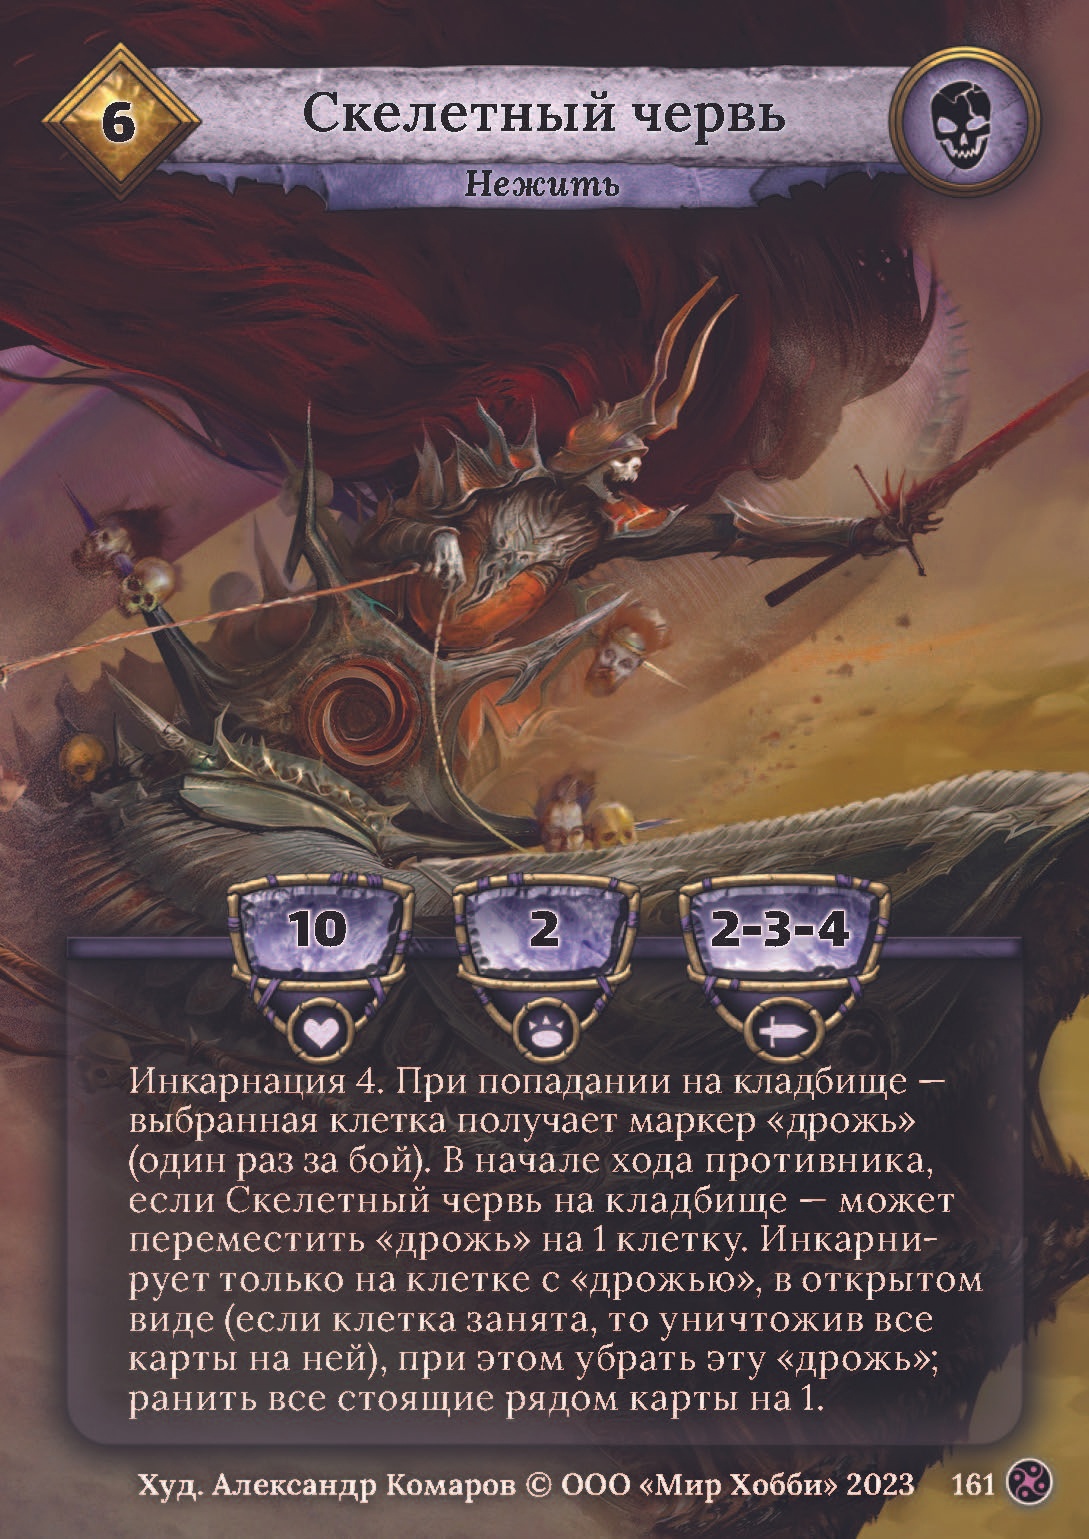 6
Скелетный червь
Нежить
10
2
2-3-4
Инкарнация 4. При попадании на кладбище —
выбранная клетка получает маркер «дрожь»
(один раз за бой). В начале хода противника,
если Скелетный червь на кладбище — может
переместить «дрожь» на 1 клетку. Инкарни-
рует только на клетке с «дрожью», в открытом
виде (если клетка занята, то уничтожив все
карты на ней), при этом убрать эту «дрожь»;
ранить все стоящие рядом карты на 1.
Худ. Александр Комаров © ООО «Мир Хобби» 2023 161